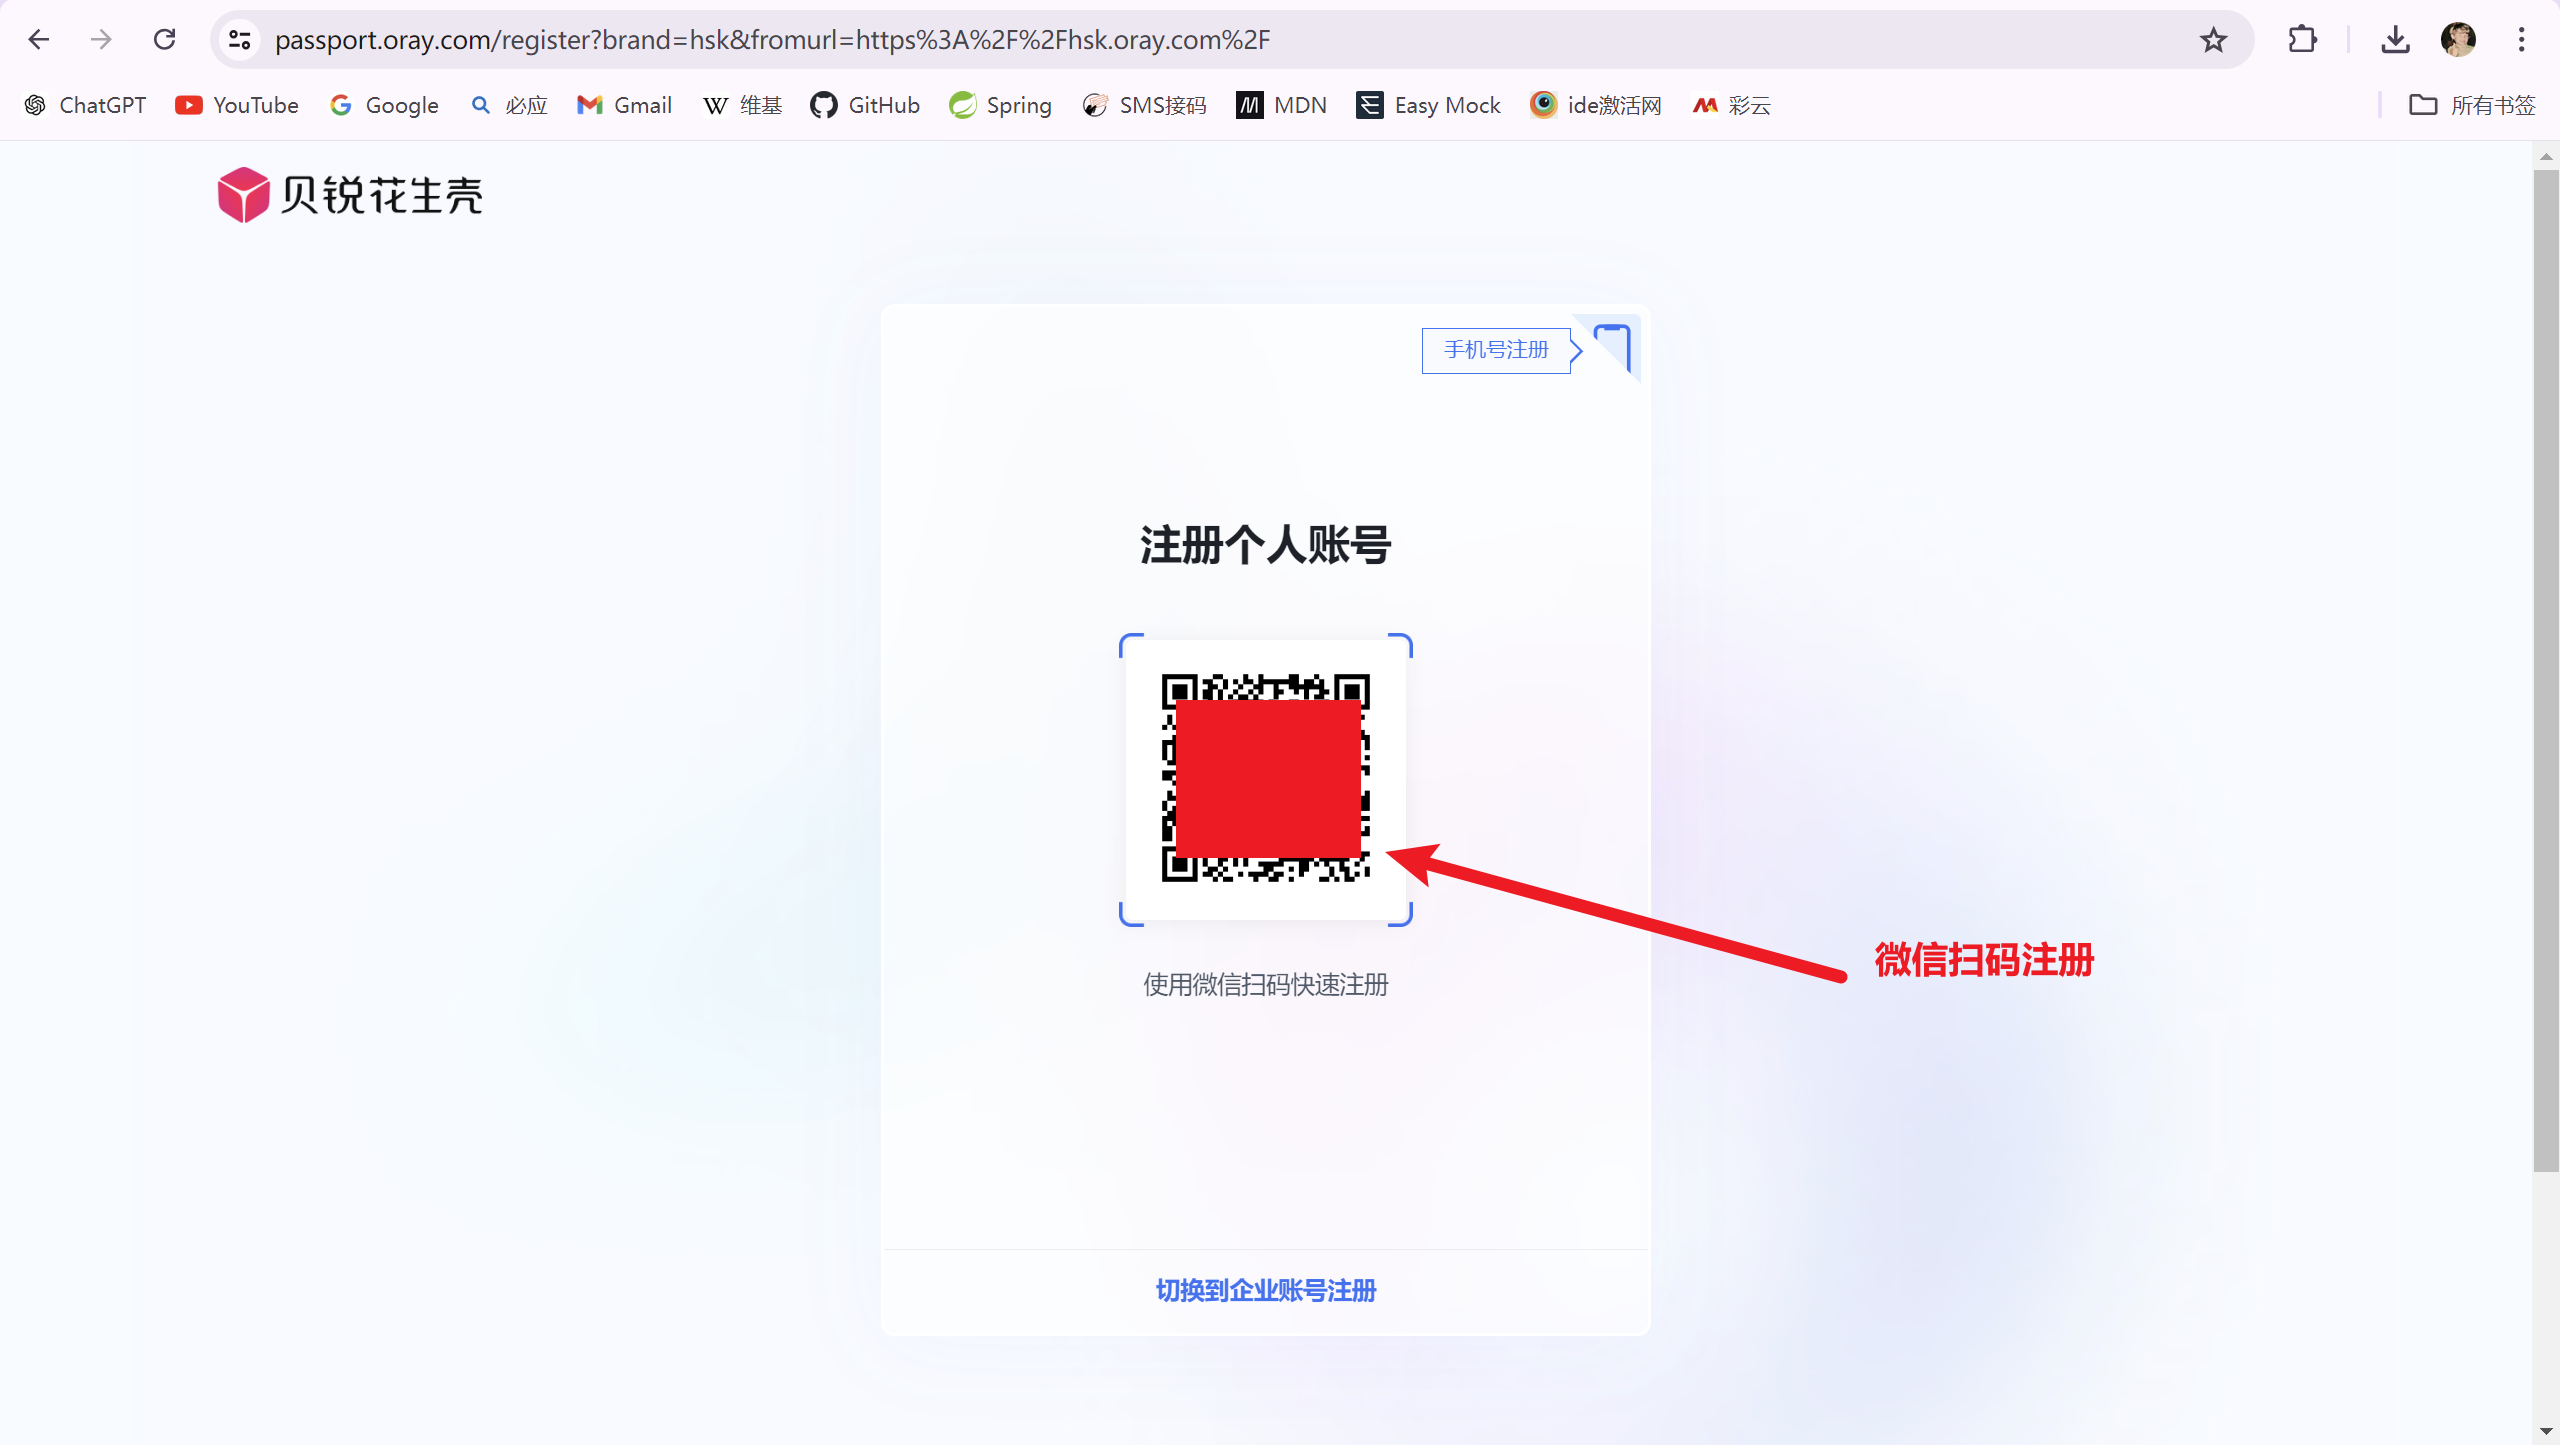 passport.oray.com/register?brand=hsk&fromurl=https%3A%2F%2Fhsk.oray.com%2F
ChatGPT YouTube Google 必应 Gmail 维基 GitHub Spring SMS接码 MDN Easy Mock ide激活网 彩云 所有书签
贝锐花生壳
手机号注册
注册个人账号
微信扫码注册
使用微信扫码快速注册
切换到企业账号注册